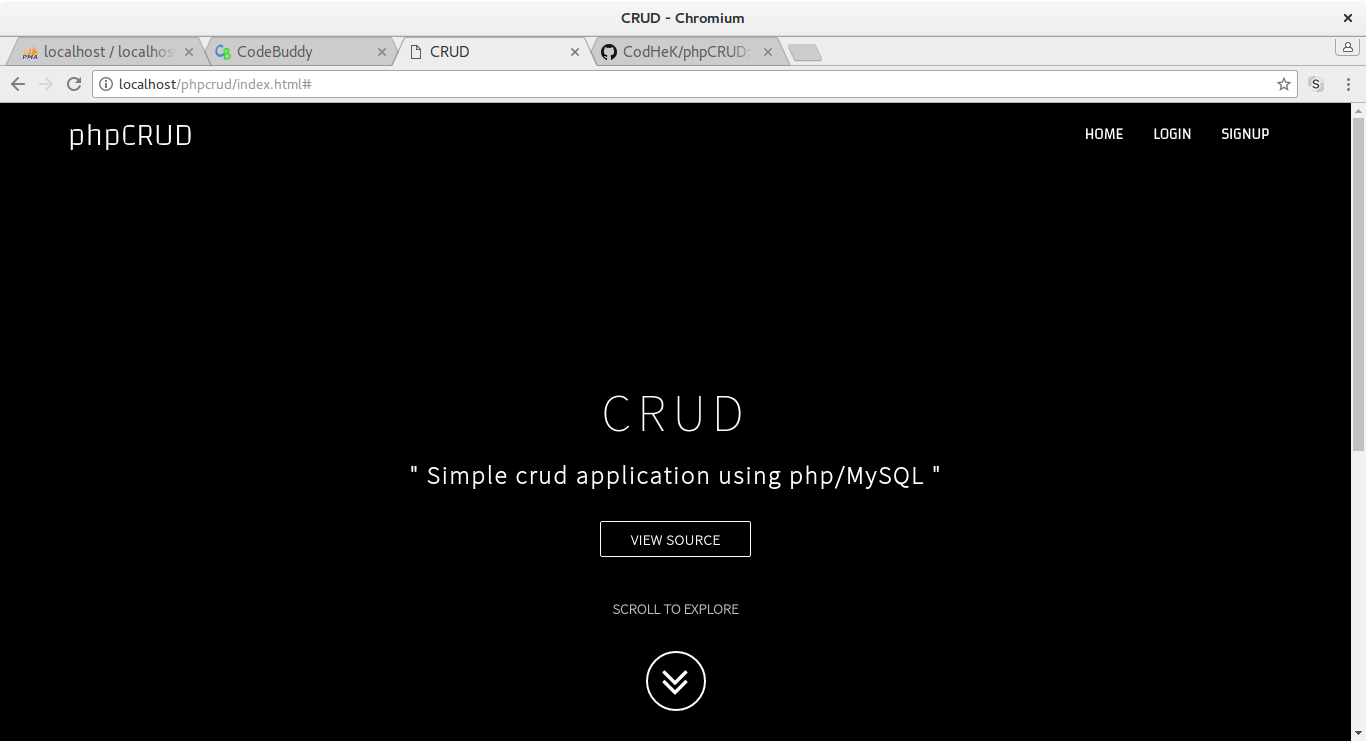 CRUD - Chromium
localhost / localhos
CodeBuddy
CRUD
CodHeK/phpCRUD:
localhost/phpcrud/index.html#
S
phpCRUD
HOME
LOGIN
SIGNUP
CRUD
" Simple crud application using php/MySQL "
VIEW SOURCE
SCROLL TO EXPLORE